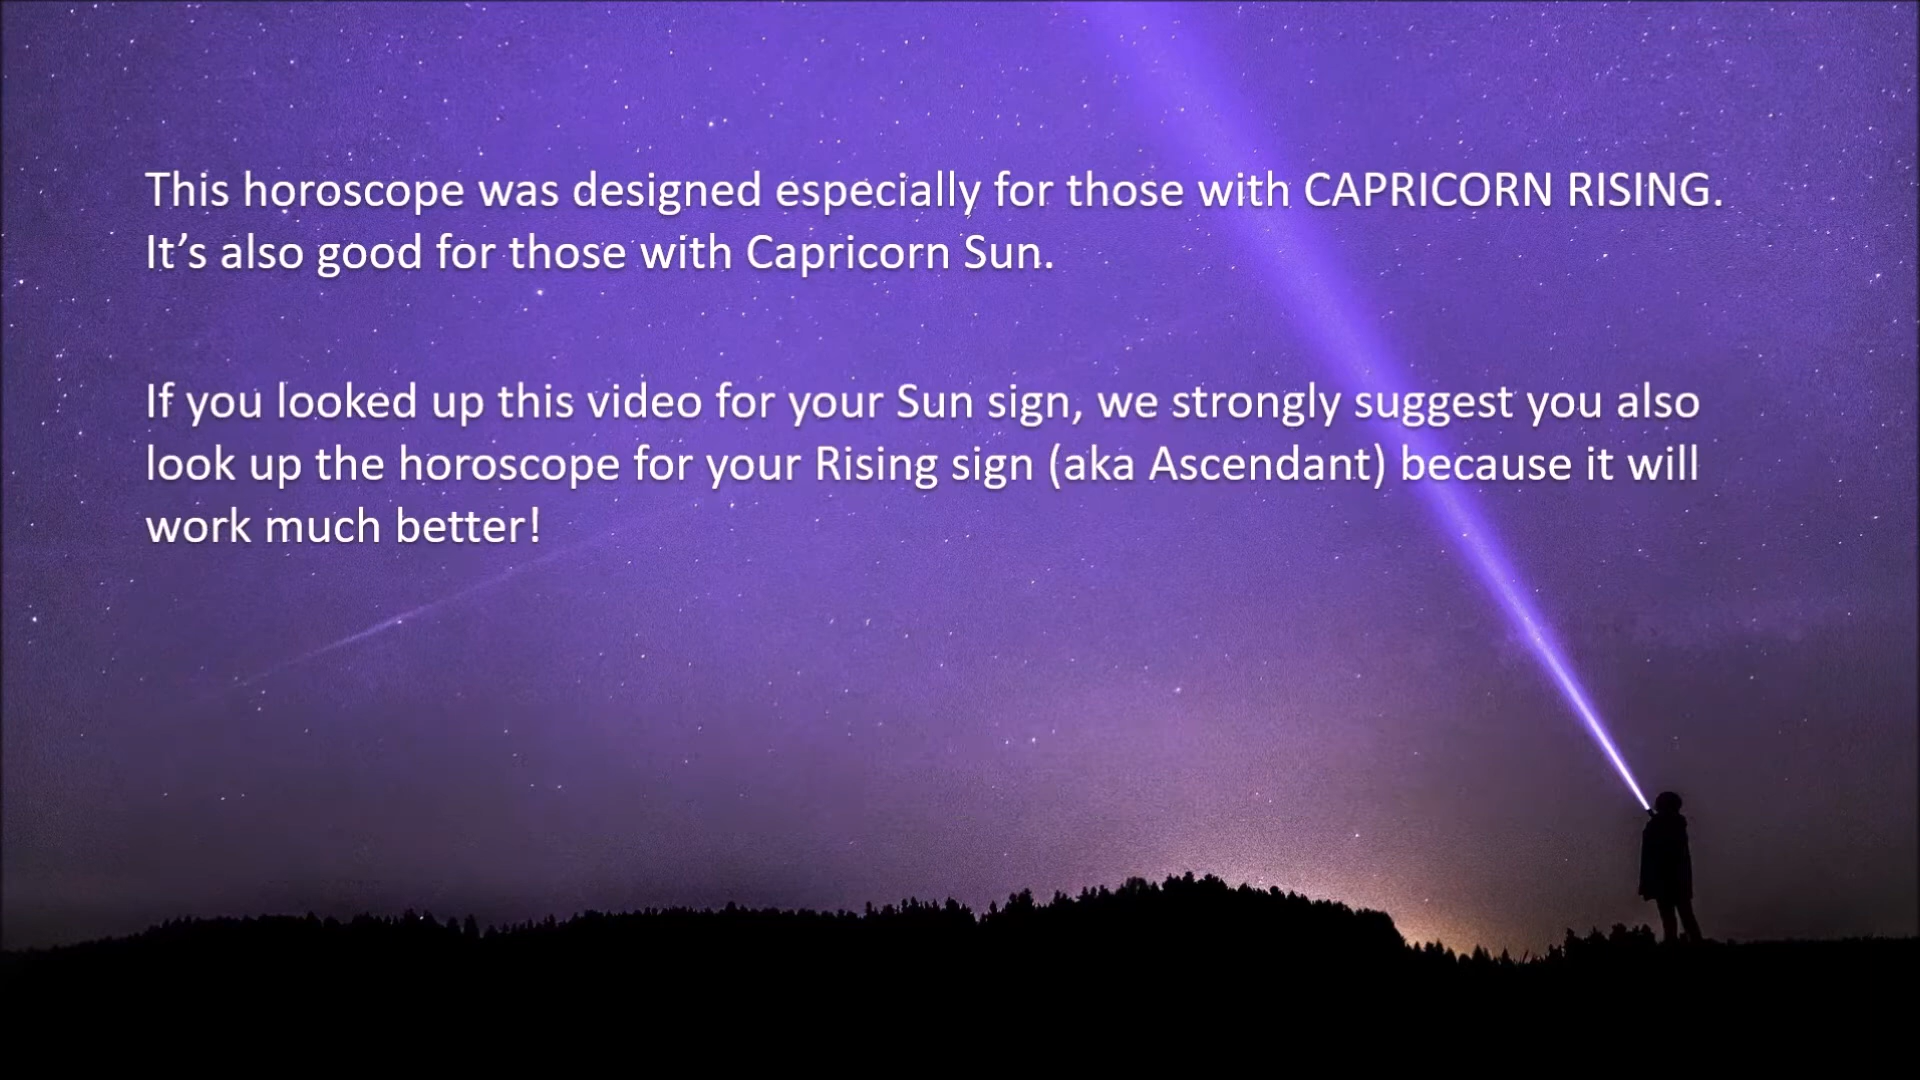 This horoscope was designed especially for those with CAPRICORN RISING.
It’s also good for those with Capricorn Sun.
If you looked up this video for your Sun sign, we strongly suggest you also
look up the horoscope for your Rising sign (aka Ascendant) because it will
work much better!